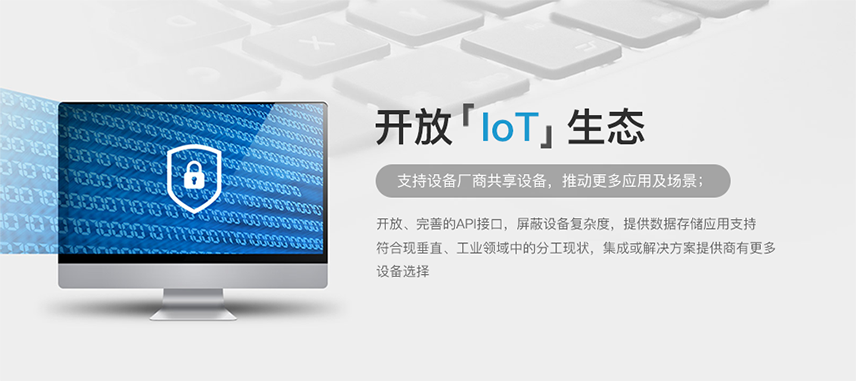 开放「IoT」生态
支持设备厂商共享设备，推动更多应用及场景；
开放、完善的API接口，屏蔽设备复杂度，提供数据存储应用支持
符合现垂直、工业领域中的分工现状，集成或解决方案提供商有更多
设备选择